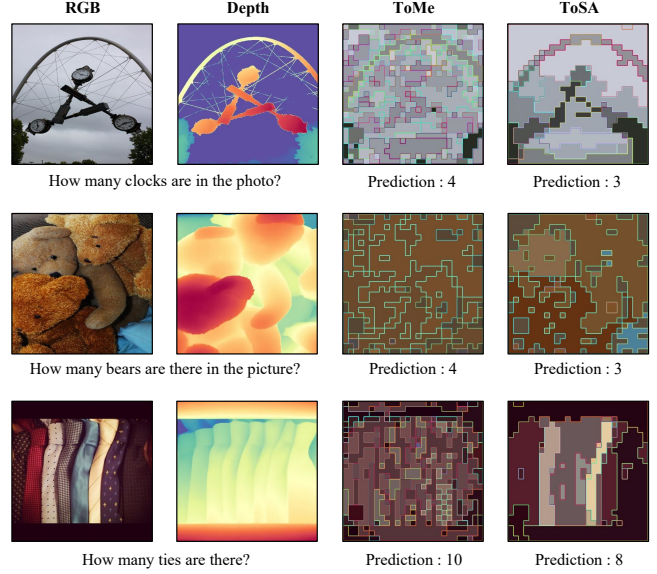 RGB Depth ToMe ToSA
How many clocks are in the photo? Prediction : 4 Prediction : 3
How many bears are there in the picture? Prediction : 4 Prediction : 3
How many ties are there? Prediction : 10 Prediction : 8